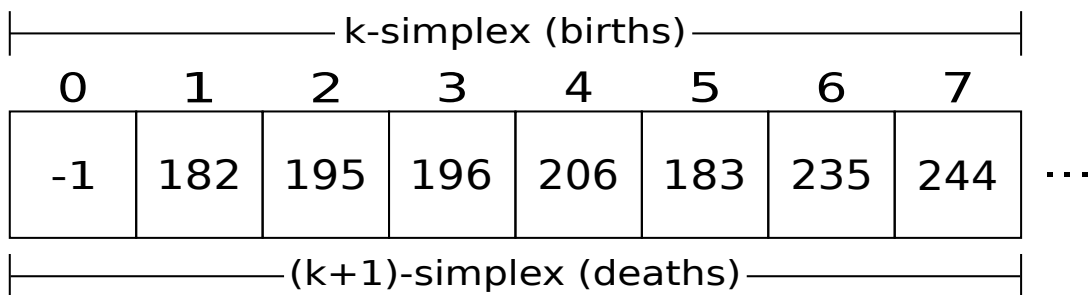 k-simplex (births)
0 1 2 3 4 5 6 7
-1 182 195 196 206 183 235 244 ...
(k+1)-simplex (deaths)